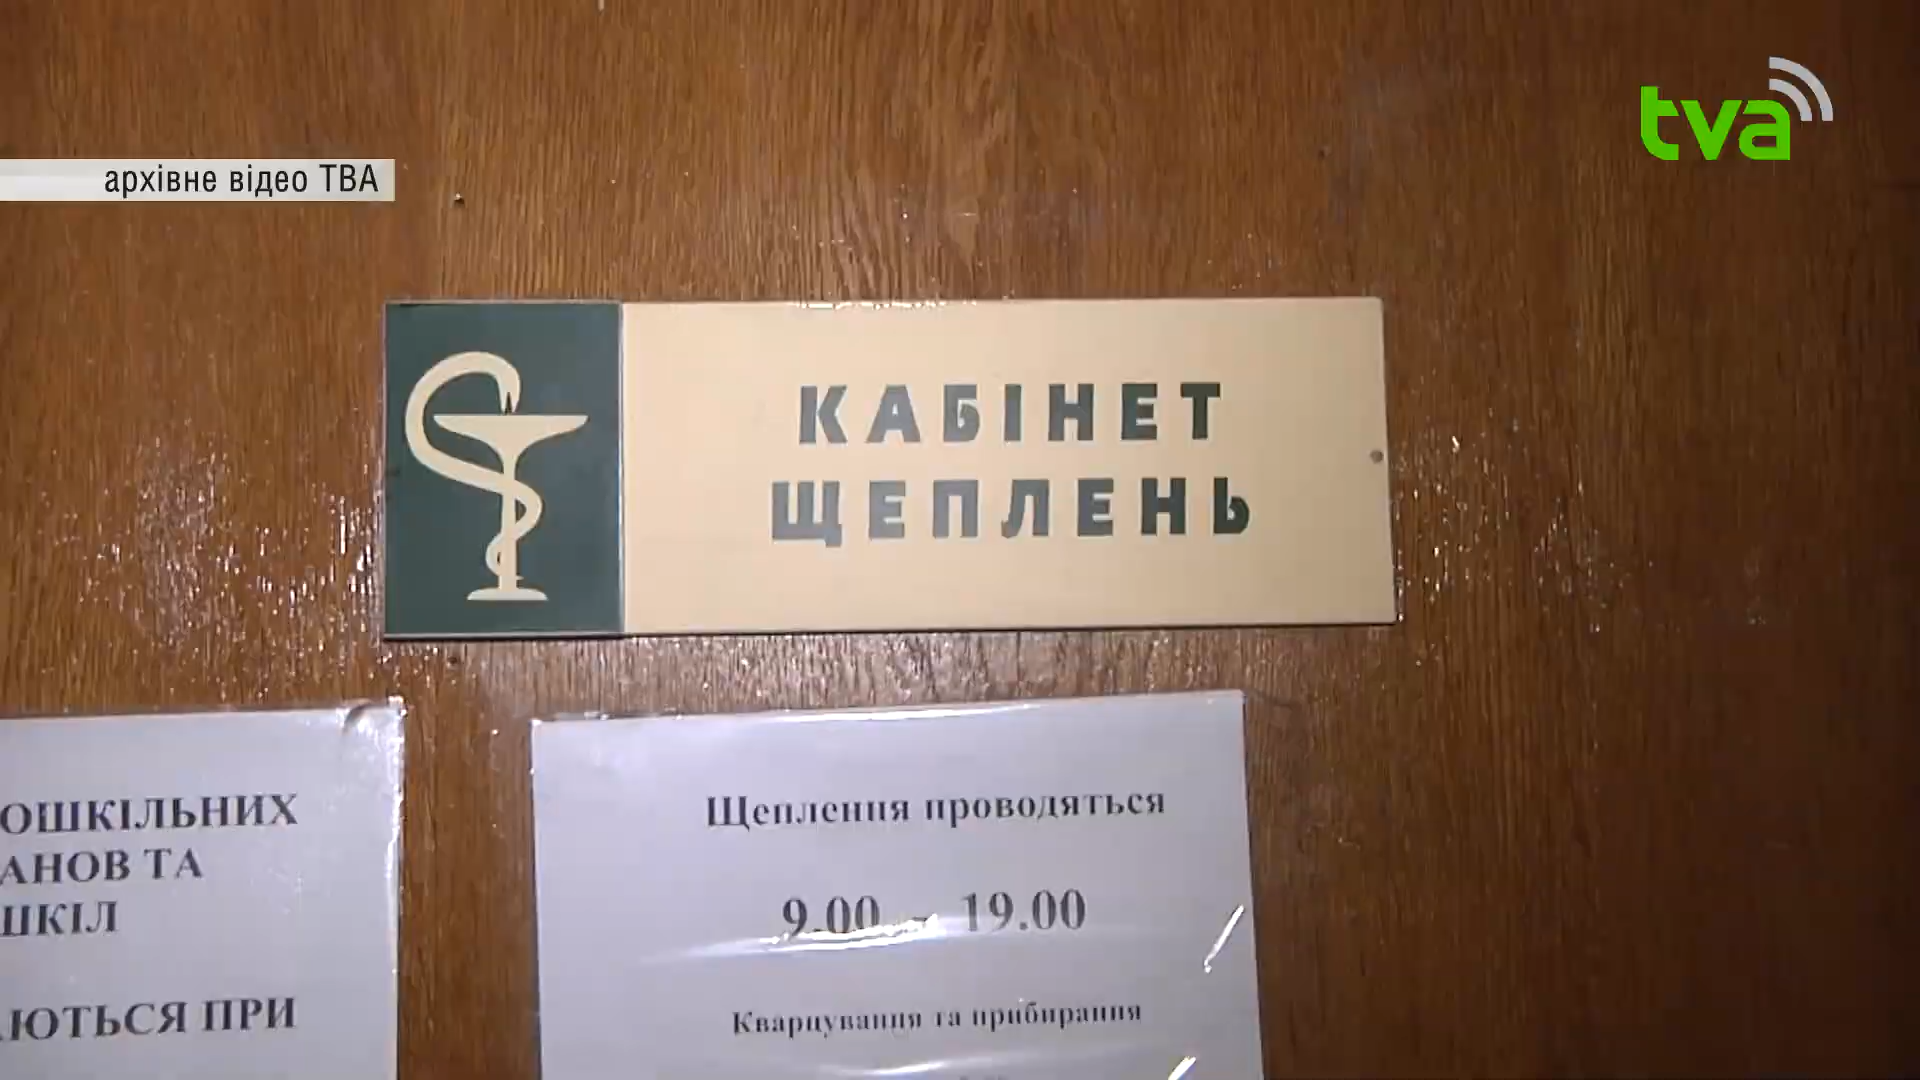 tva
архівне відео ТВА
КАБІНЕТ
ЩЕПЛЕНЬ
ОШКІЛЬНИХ
АНОВ ТА
ШКІЛ
АЮТЬСЯ ПРИ
Щеплення проводяться
9.00 - 19.00
Кварцування та прибирання